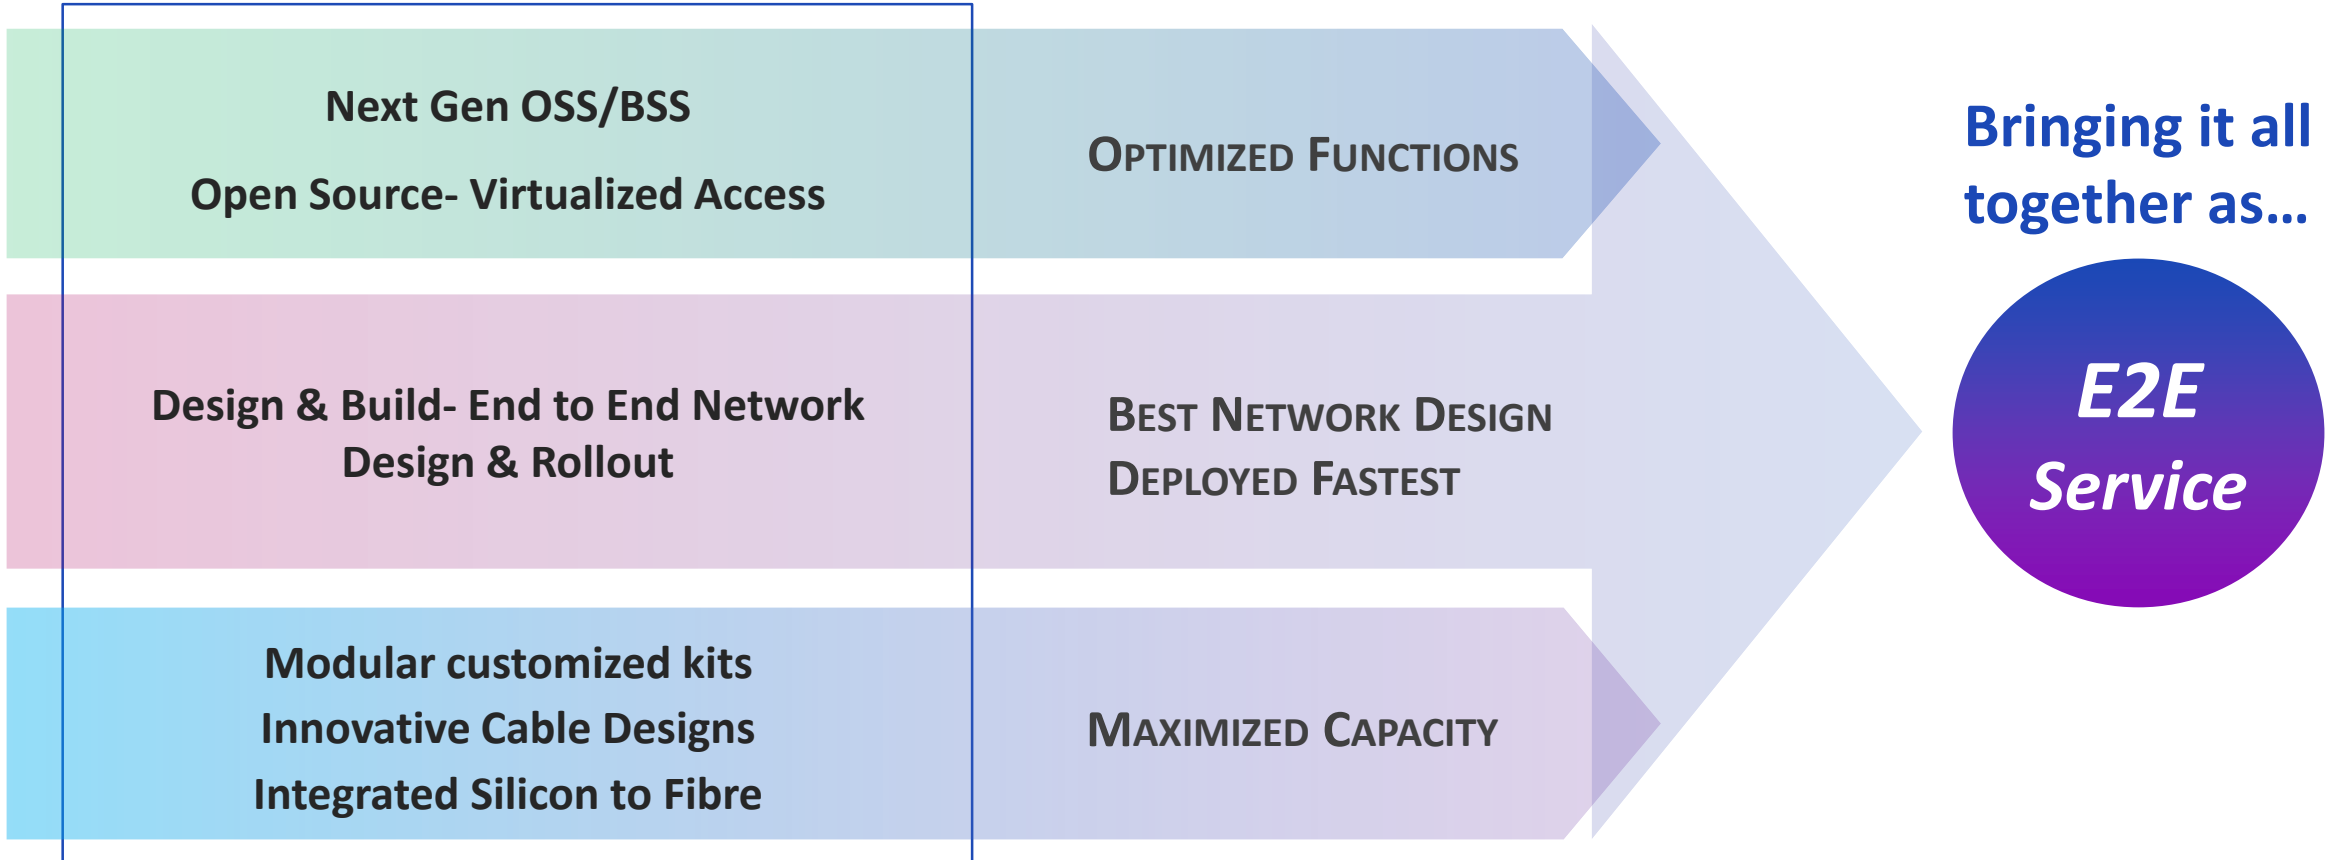 Next Gen OSS/BSS
Open Source- Virtualized Access
OPTIMIZED FUNCTIONS
Design & Build- End to End Network
Design & Rollout
BEST NETWORK DESIGN
DEPLOYED FASTEST
Modular customized kits
Innovative Cable Designs
Integrated Silicon to Fibre
MAXIMIZED CAPACITY
Bringing it all
together as…
E2E
Service